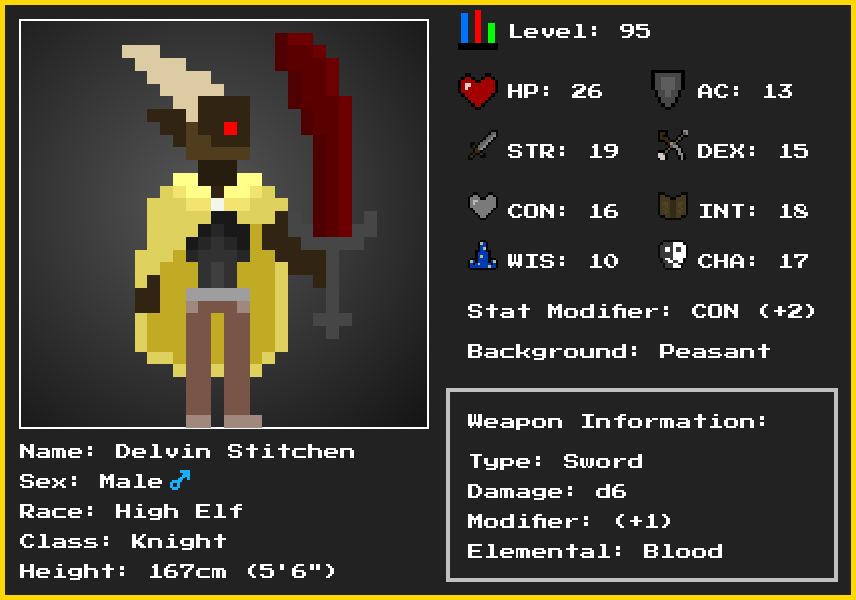 Level: 95
HP: 26
AC: 13
STR: 19
DEX: 15
CON: 16
INT: 18
WIS: 10
CHA: 17
Stat Modifier: CON (+2)
Background: Peasant
Weapon Information:
Type: Sword
Damage: d6
Modifier: (+1)
Elemental: Blood
Name: Delvin Stitchen
Sex: Male♂
Race: High Elf
Class: Knight
Height: 167cm (5'6")